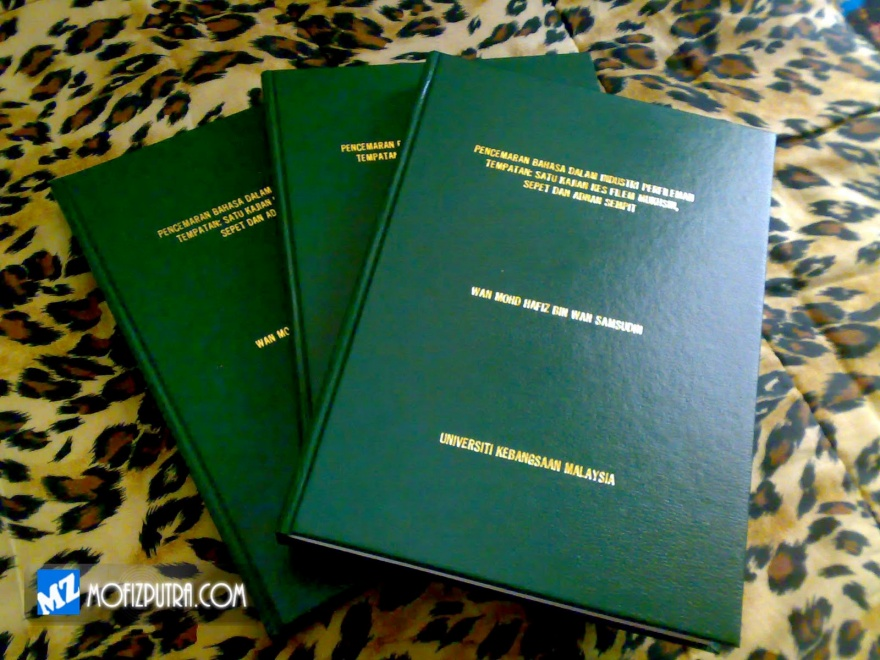 PENCEMARAN BAHASA DALAM
TEMPATAN: SATU KAJIAN
SEPET DAN AD
WAN MO
PENCEMARAN
TEMPATAN:
PENCEMARAN BAHASA DALAM INDUSTRI PERFILEMAN
TEMPATAN: SATU KAJIAN KES FILEM MUKHSIN,
SEPET DAN ADNAN SEMPIT
WAN MOHD HAFIZ BIN WAN SAMSUDIN
UNIVERSITI KEBANGSAAN MALAYSIA
MZ MOFIZPUTRA.COM